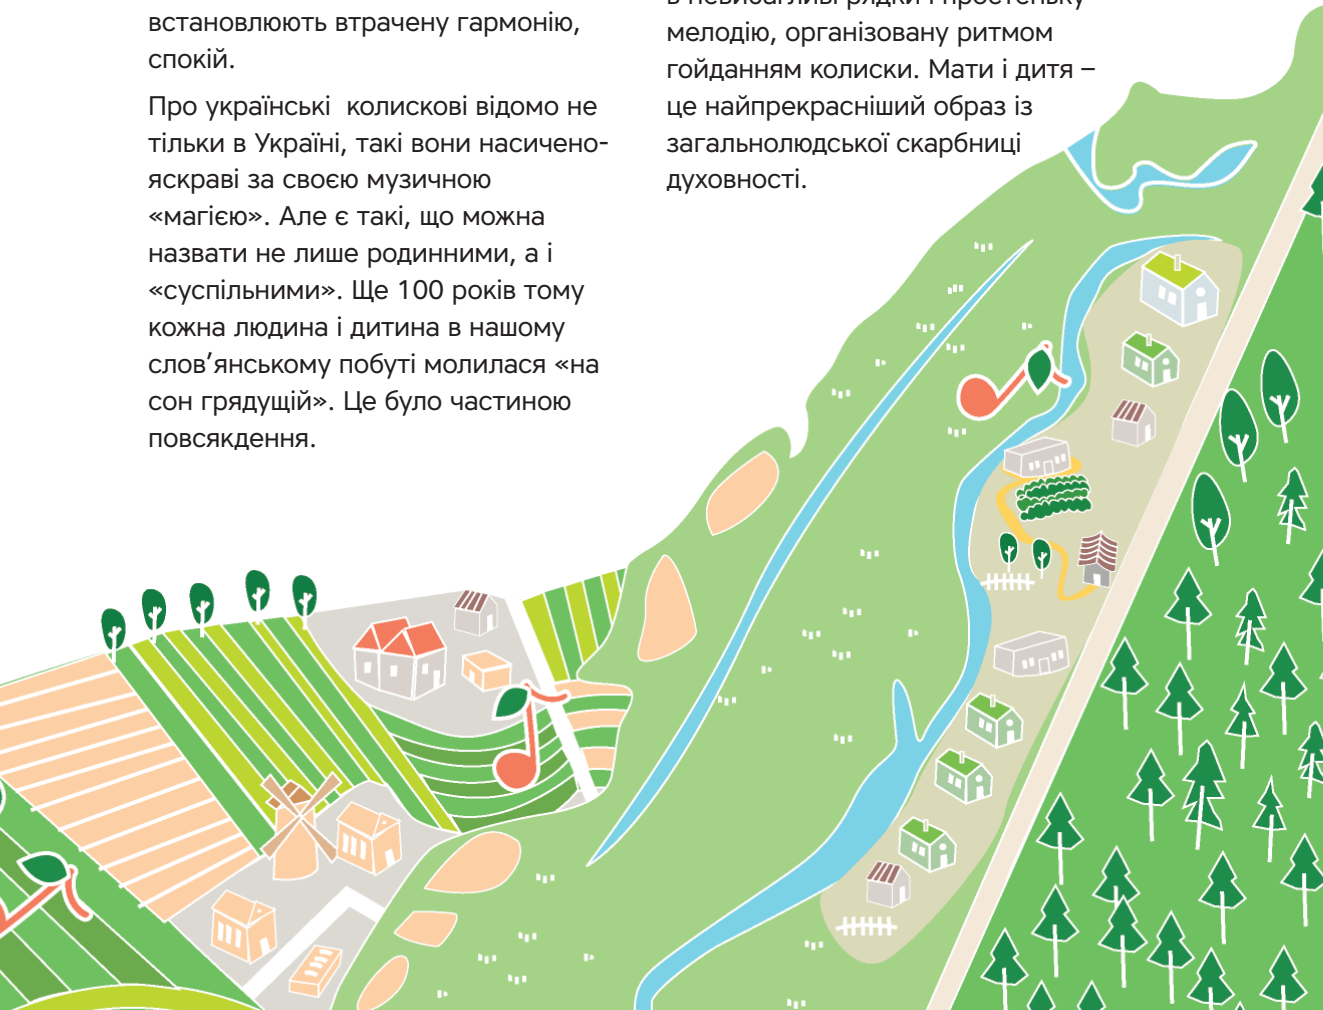 встановлюють втрачену гармонію,
спокій.
Про українські  колискові відомо не
тільки в Україні, такі вони насичено-
яскраві за своєю музичною
«магією». Але є такі, що можна
назвати не лише родинними, а і
«суспільними». Ще 100 років тому
кожна людина і дитина в нашому
слов’янському побуті молилася «на
сон грядущій». Це було частиною
повсякдення.
в невибагливі рядки і простеньку
мелодію, організовану ритмом
гойданням колиски. Мати і дитя –
це найпрекрасніший образ із
загальнолюдської скарбниці
духовності.